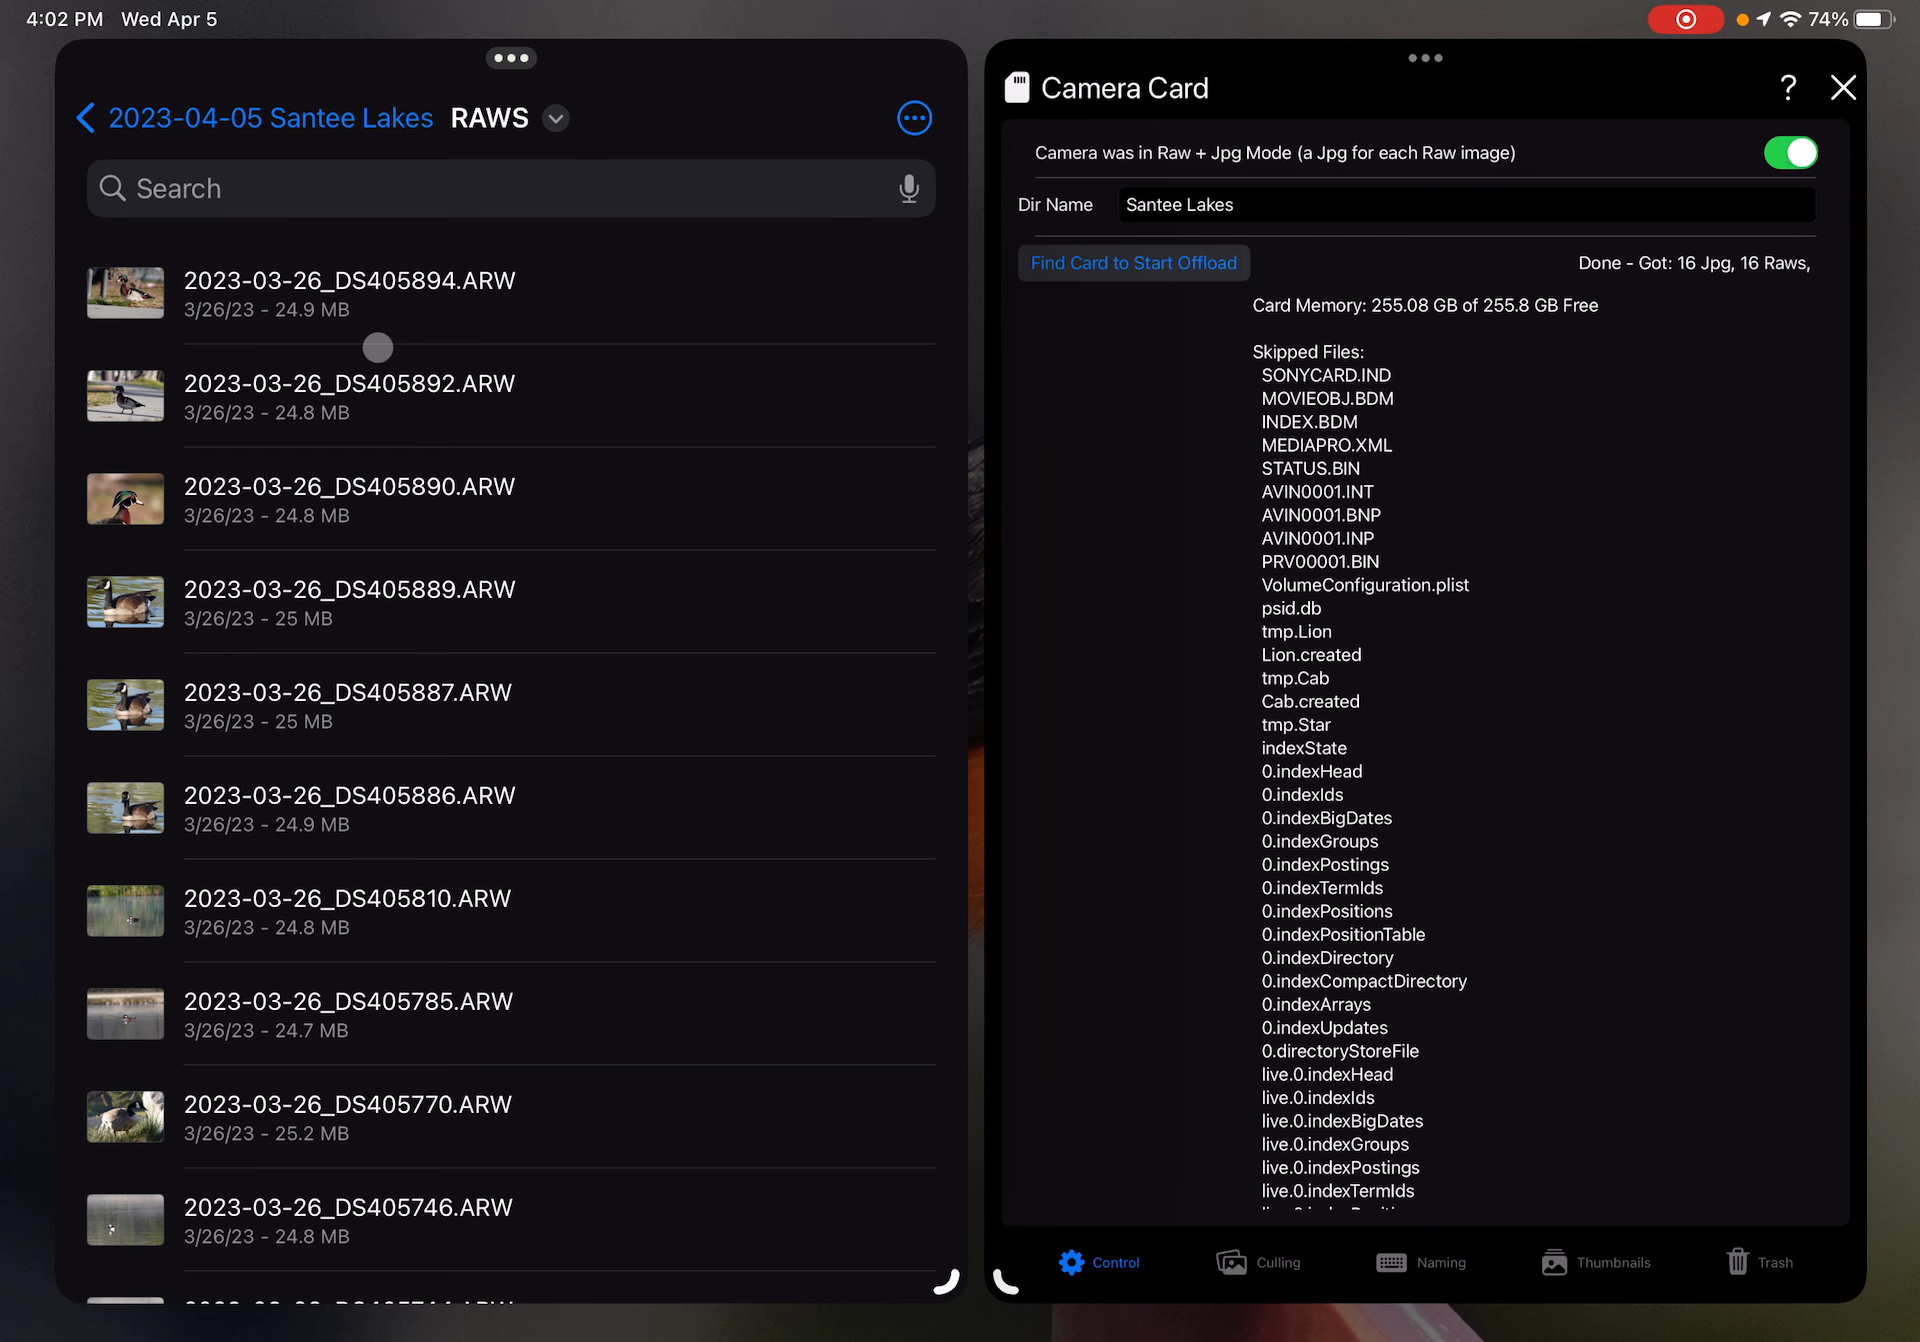 4:02 PM Wed Apr 5
74%
2023-04-05 Santee Lakes RAWS
Search
2023-03-26_DS405894.ARW
3/26/23 - 24.9 MB
2023-03-26_DS405892.ARW
3/26/23 - 24.8 MB
2023-03-26_DS405890.ARW
3/26/23 - 24.8 MB
2023-03-26_DS405889.ARW
3/26/23 - 25 MB
2023-03-26_DS405887.ARW
3/26/23 - 25 MB
2023-03-26_DS405886.ARW
3/26/23 - 24.9 MB
2023-03-26_DS405810.ARW
3/26/23 - 24.8 MB
2023-03-26_DS405785.ARW
3/26/23 - 24.7 MB
2023-03-26_DS405770.ARW
3/26/23 - 25.2 MB
2023-03-26_DS405746.ARW
3/26/23 - 24.8 MB
Camera Card
?
Camera was in Raw + Jpg Mode (a Jpg for each Raw image)
Dir Name Santee Lakes
Find Card to Start Offload
Done - Got: 16 Jpg, 16 Raws,
Card Memory: 255.08 GB of 255.8 GB Free
Skipped Files:
SONYCARD.IND
MOVIEOBJ.BDM
INDEX.BDM
MEDIAPRO.XML
STATUS.BIN
AVIN0001.INT
AVIN0001.BNP
AVIN0001.INP
PRV00001.BIN
VolumeConfiguration.plist
psid.db
tmp.Lion
Lion.created
tmp.Cab
Cab.created
tmp.Star
indexState
0.indexHead
0.indexIds
0.indexBigDates
0.indexGroups
0.indexPostings
0.indexTermIds
0.indexPositions
0.indexPositionTable
0.indexDirectory
0.indexCompactDirectory
0.indexArrays
0.indexUpdates
0.directoryStoreFile
live.0.indexHead
live.0.indexIds
live.0.indexBigDates
live.0.indexGroups
live.0.indexPostings
live.0.indexTermIds
Control
Culling
Naming
Thumbnails
Trash